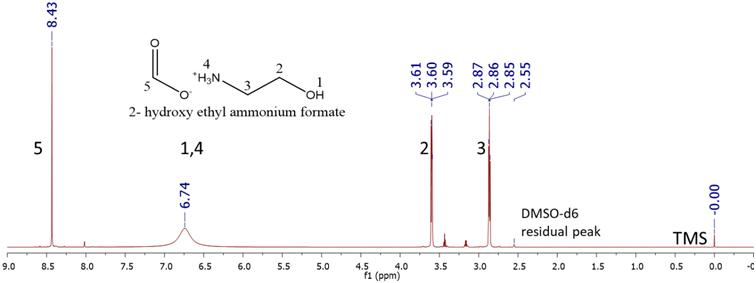 8.43
6.74
3.61
3.60
3.59
2.87
2.86
2.85
2.55
-0.00
O
5
O-
4
+H3N
3
2
1
OH
2- hydroxy ethyl ammonium formate
5
1,4
2
3
DMSO-d6
residual peak
TMS
9.0 8.5 8.0 7.5 7.0 6.5 6.0 5.5 5.0 4.5 4.0 3.5 3.0 2.5 2.0 1.5 1.0 0.5 0.0 -0
f1 (ppm)